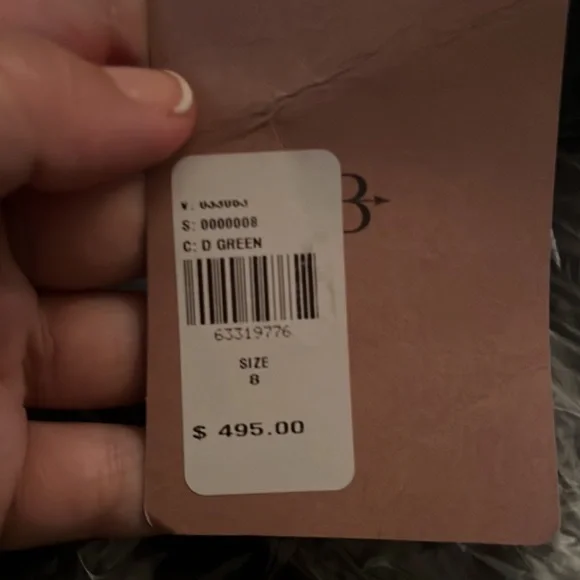 S: 0000008
C: D GREEN
63319776
SIZE
8
$ 495.00